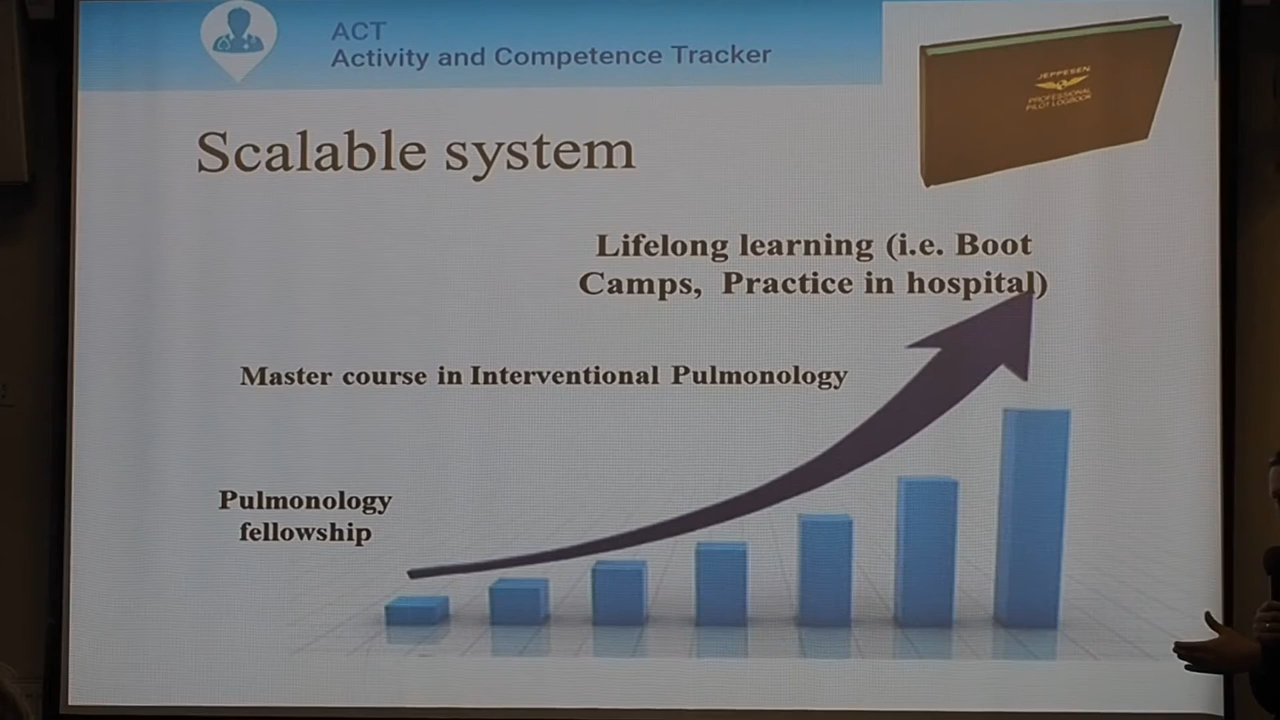 ACT
Activity and Competence Tracker
JEPPESEN
PROFESSIONAL
PILOT LOGBOOK
Scalable system
Lifelong learning (i.e. Boot
Camps, Practice in hospital)
Master course in Interventional Pulmonology
Pulmonology
fellowship